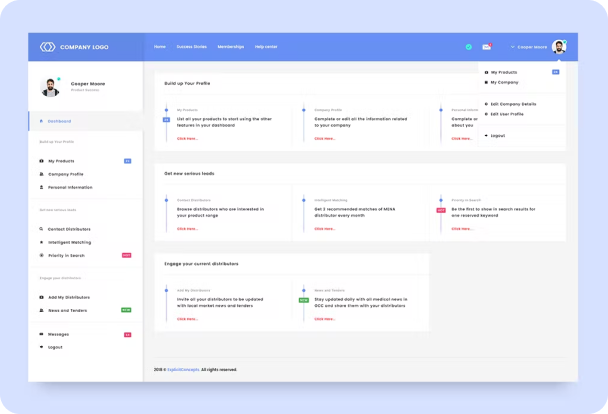 COMPANY LOGO
Home
Success Stories
Memberships
Help center
Cooper Moore
My Products
My Company
Edit Company Details
Edit User Profile
Logout
Cooper Moore
Dashboard
Build up Your Profile
My Products
Company Profile
Personal Information
Get new serious leads
Contact Distributors
Intelligent Matching
Priority in Search
HOT
Engage your distributors
Add My Distributors
News and Tenders
NEW
Messages
Logout
Build up Your Profile
My Products
List all your products to start using the other
features in your dashboard
Click Here...
Company Profile
Complete or edit all the information related
to your company
Click Here...
Personal Inform
Complete or
about you
Click Here...
Get new serious leads
Contact Distributors
Browse distributors who are interested in
your product range
Click Here...
Intelligent Matching
Get 2 recommended matches of MENA
distributor every month
Click Here...
Priority in Search
HOT
Be the first to show in search results for
one reserved keyword
Click Here...
Engage your current distributors
Add My Distributors
Invite all your distributors to be updated
with local market news and tenders
Click Here...
News and Tenders
NEW
Stay updated daily with all medical news in
GCC and share them with your distributors
Click Here...
2018 © ExplicitConcepts. All rights reserved.